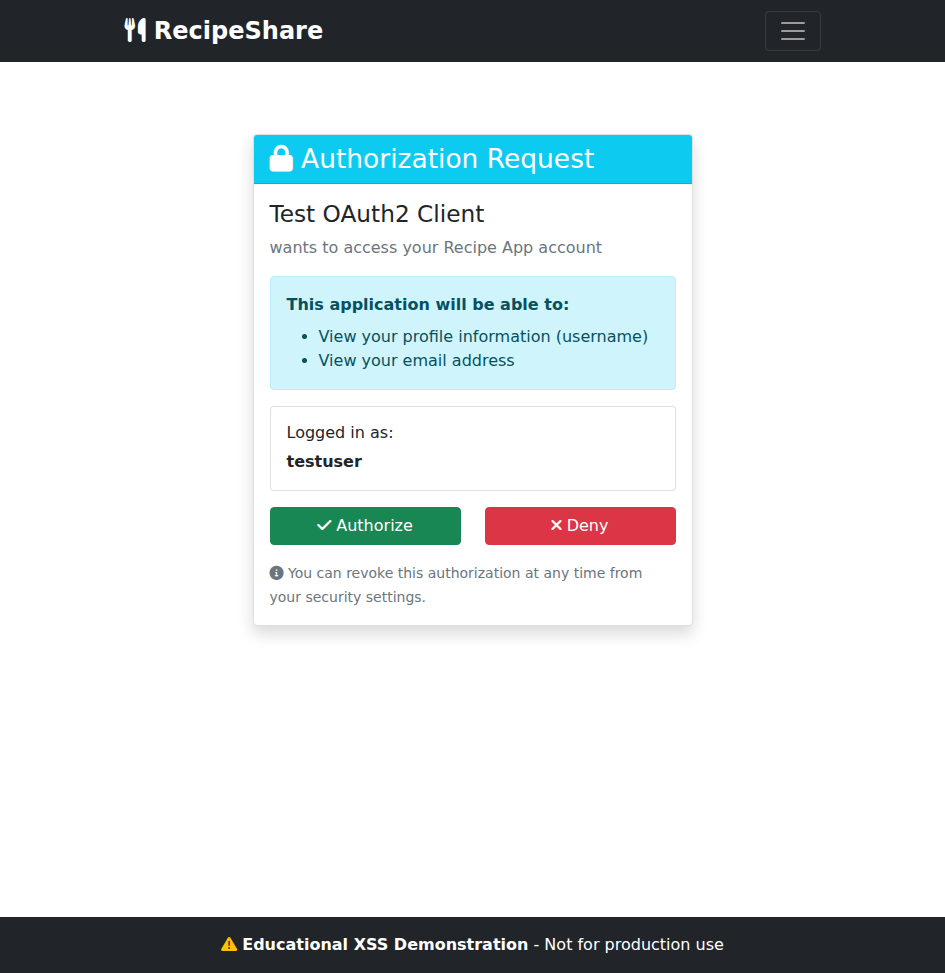 RecipeShare
Authorization Request
Test OAuth2 Client
wants to access your Recipe App account
This application will be able to:
• View your profile information (username)
• View your email address
Logged in as:
testuser
Authorize
Deny
You can revoke this authorization at any time from
your security settings.
Educational XSS Demonstration - Not for production use